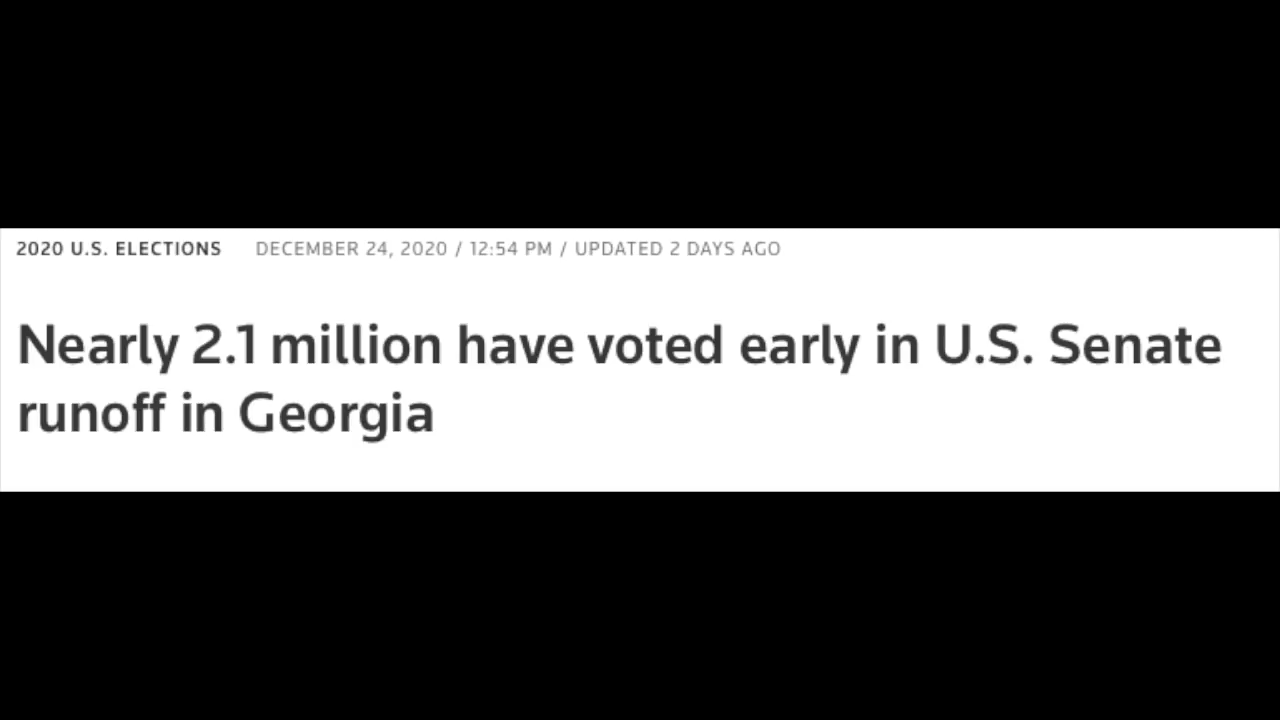 2020 U.S. ELECTIONS DECEMBER 24, 2020 / 12:54 PM / UPDATED 2 DAYS AGO
Nearly 2.1 million have voted early in U.S. Senate
runoff in Georgia